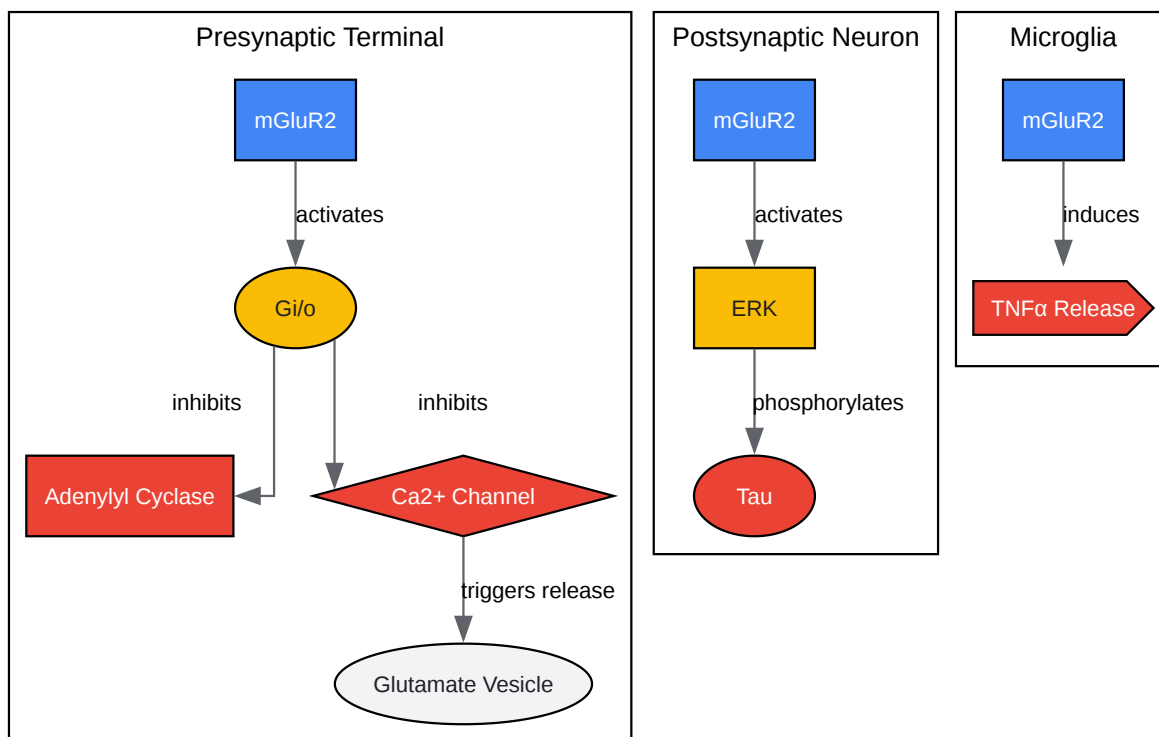 Presynaptic Terminal
mGluR2
activates
Gi/o
inhibits
inhibits
Adenylyl Cyclase
Ca2+ Channel
triggers release
Glutamate Vesicle
Postsynaptic Neuron
mGluR2
activates
ERK
phosphorylates
Tau
Microglia
mGluR2
induces
TNFα Release